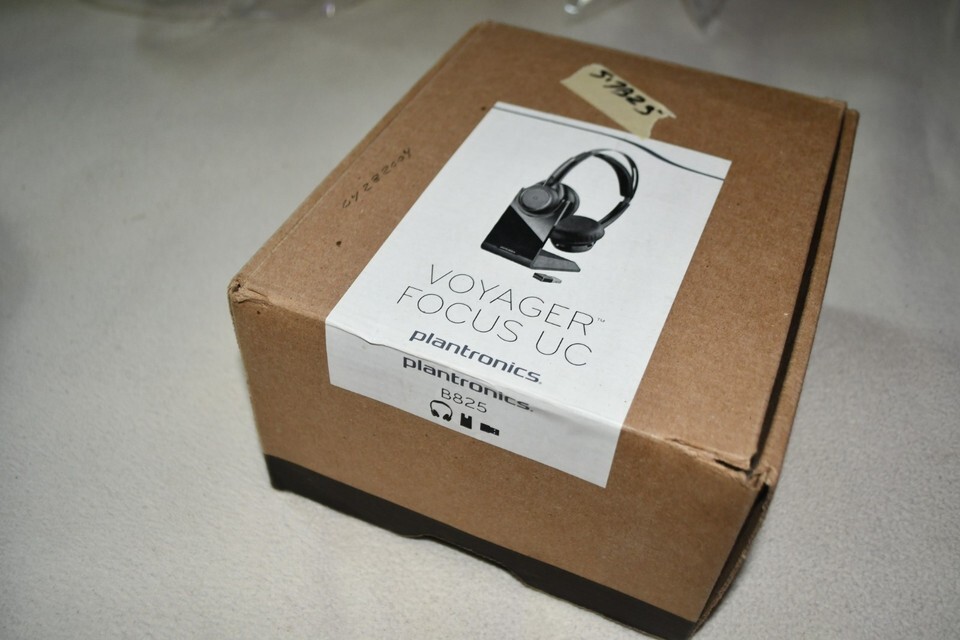 VOYAGER™
FOCUS UC
plantronics.
plantronics.
B825